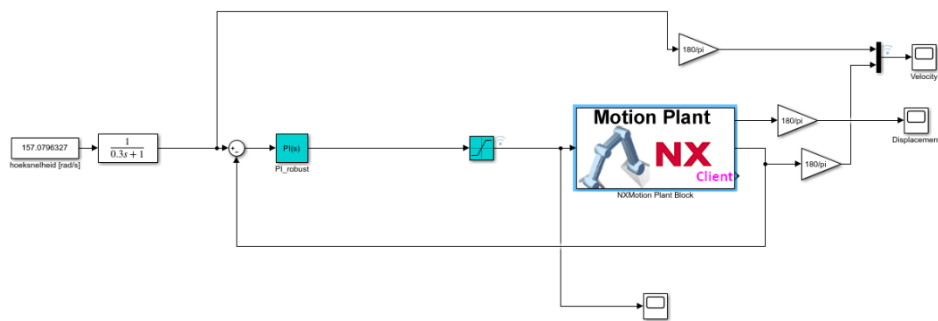 180/pi
Velocity
157.0796327
hoeksnelheid [rad/s]
1
0.3s + 1
PI(s)
PI_robust
Motion Plant
NX
Client
NXMotion Plant Block
180/pi
Displacemen
180/pi